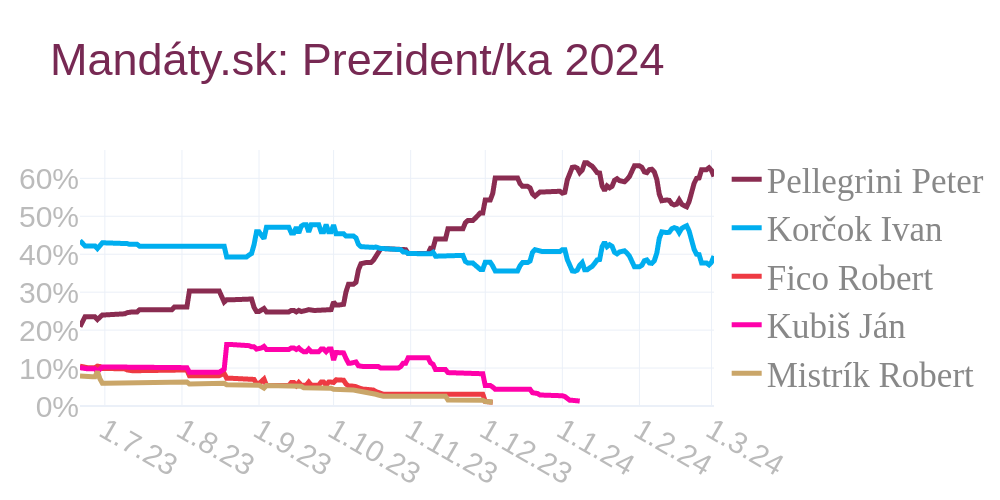 Mandáty.sk: Prezident/ka 2024
60%
50%
40%
30%
20%
10%
0%
1.7.23
1.8.23
1.9.23
1.10.23
1.11.23
1.12.23
1.1.24
1.2.24
1.3.24
Pellegrini Peter
Korčok Ivan
Fico Robert
Kubiš Ján
Mistrík Robert